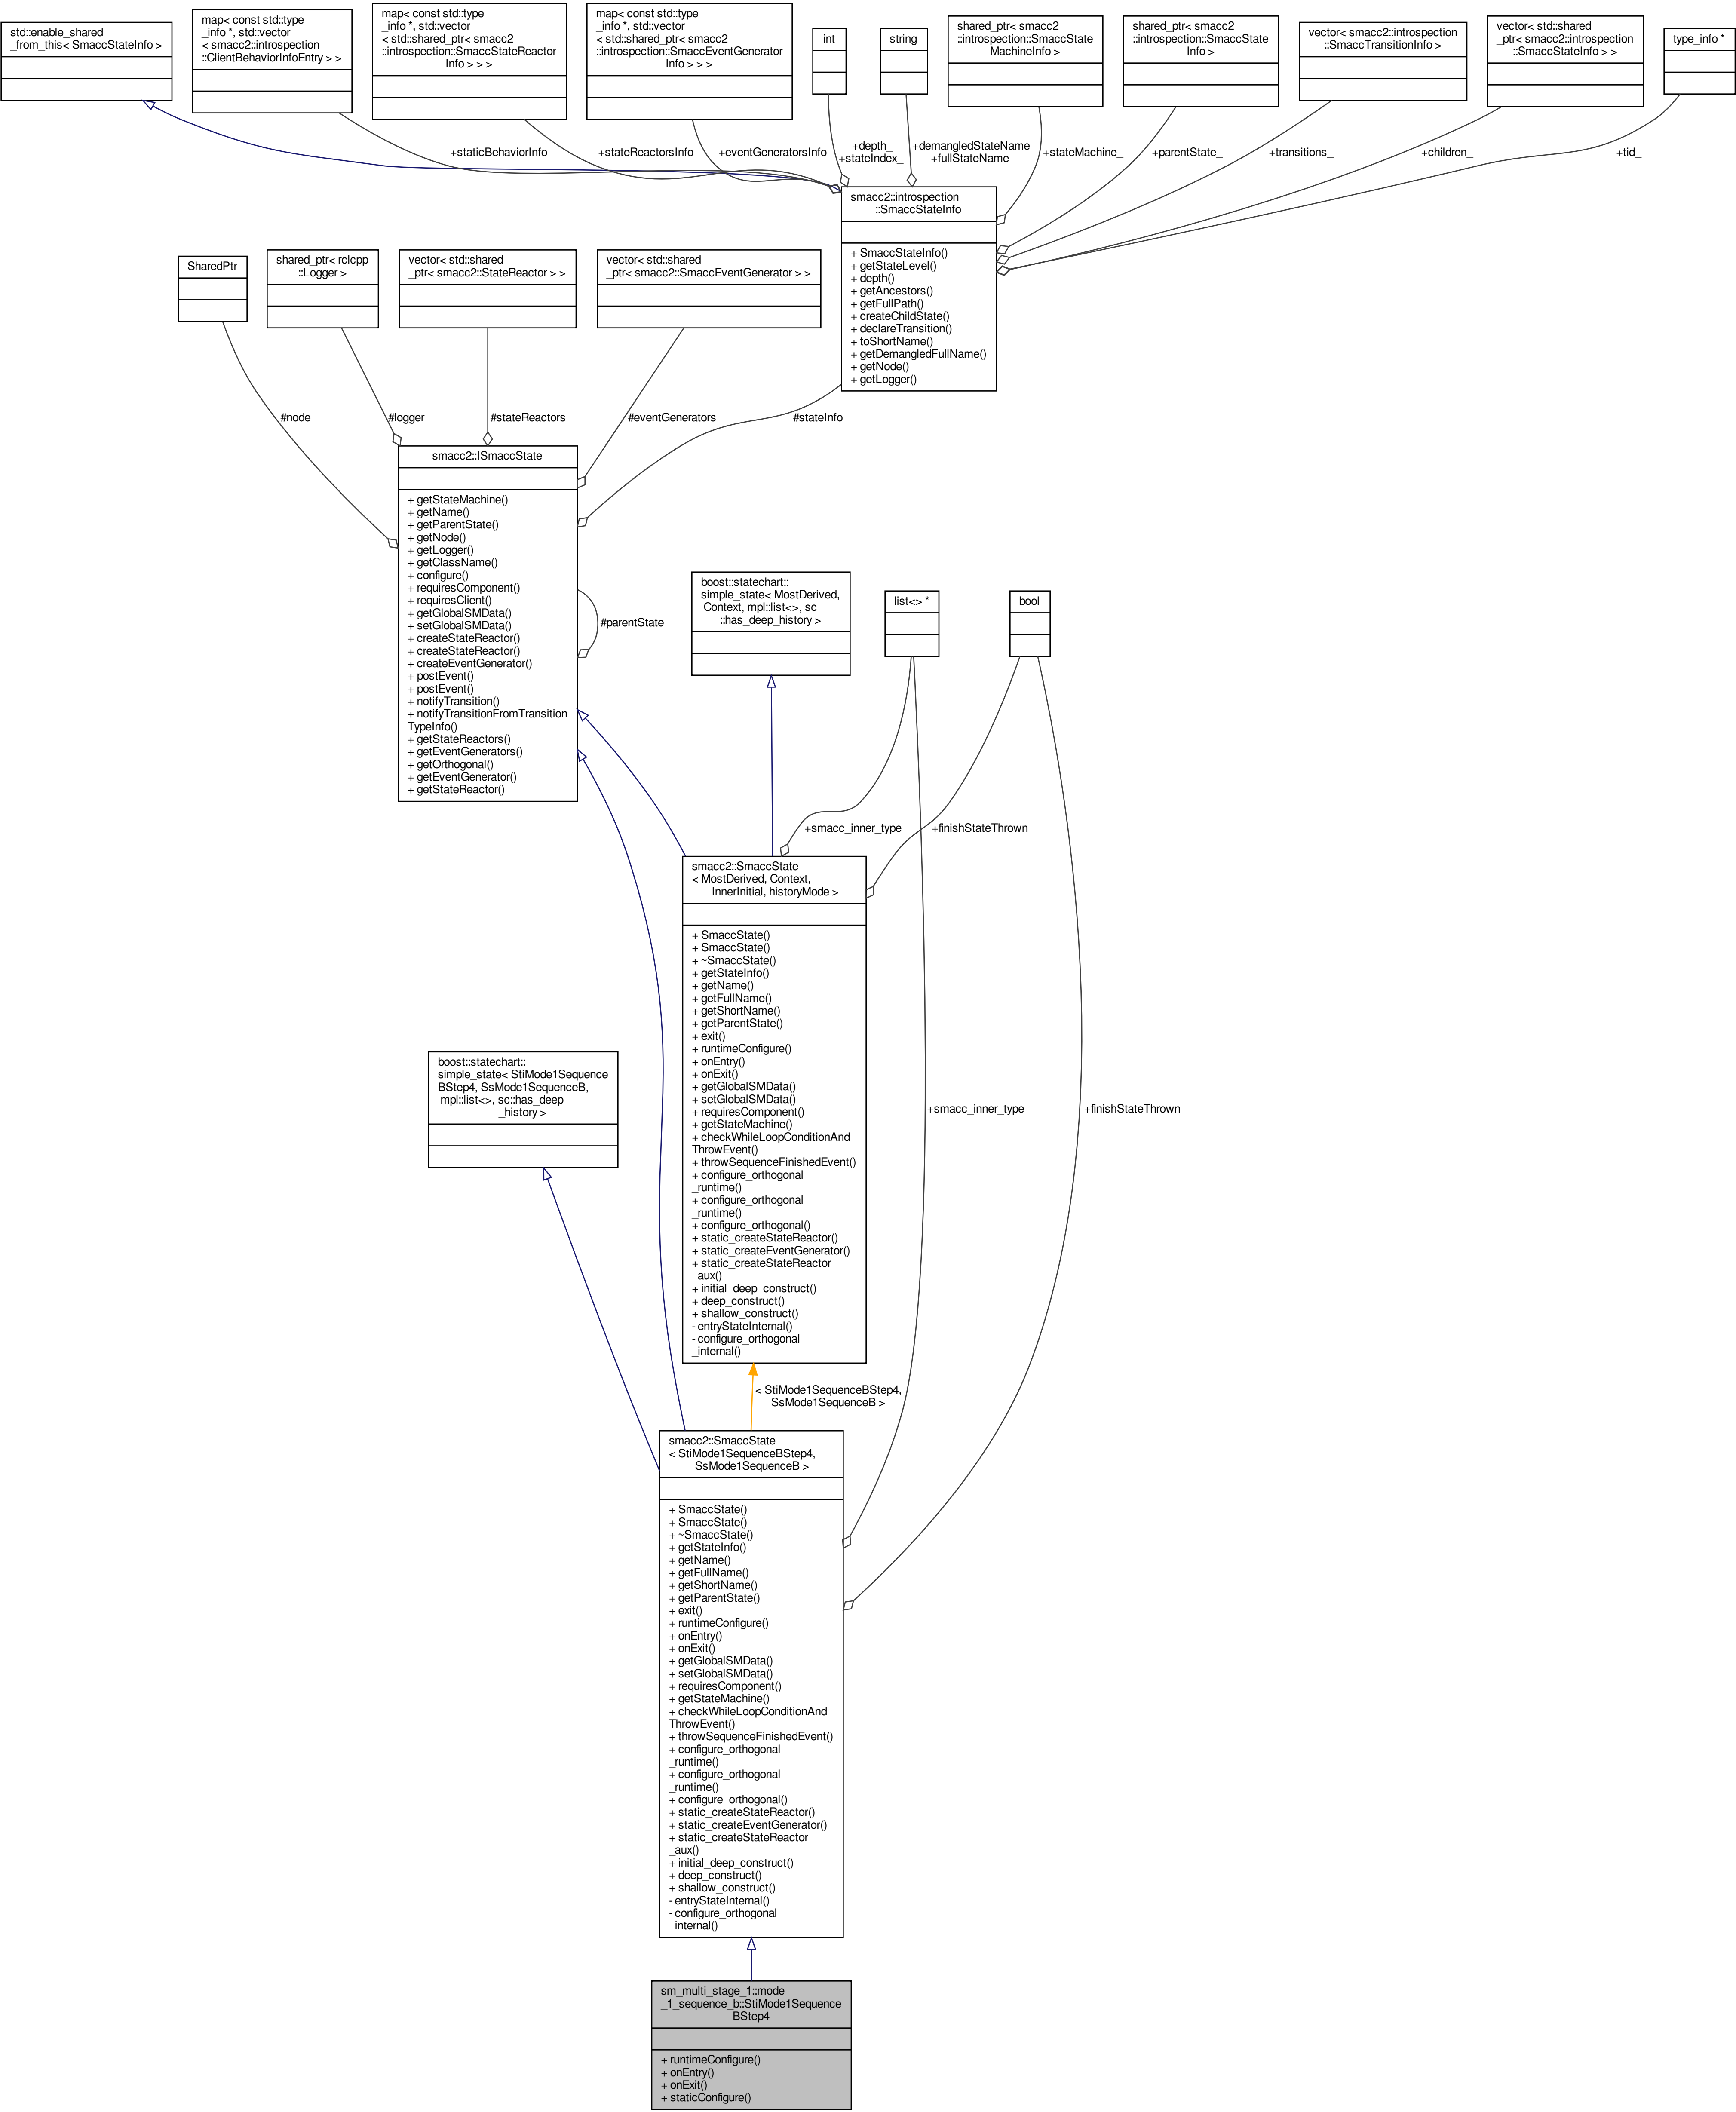 std::enable_shared
_from_this< SmaccStateInfo >
map< const std::type
_info *, std::vector
< smacc2::introspection
::ClientBehaviorInfoEntry > >
map< const std::type
_info *, std::vector
< std::shared_ptr< smacc2
::introspection::SmaccStateReactor
Info > > >
map< const std::type
_info *, std::vector
< std::shared_ptr< smacc2
::introspection::SmaccEventGenerator
Info > > >
int
string
shared_ptr< smacc2
::introspection::SmaccState
MachineInfo >
shared_ptr< smacc2
::introspection::SmaccState
Info >
vector< smacc2::introspection
::SmaccTransitionInfo >
vector< std::shared
_ptr< smacc2::introspection
::SmaccStateInfo > >
type_info *
+staticBehaviorInfo
+stateReactorsInfo
+eventGeneratorsInfo
+depth_
+stateIndex_
+demangledStateName
+fullStateName
+stateMachine_
+parentState_
+transitions_
+children_
+tid_
smacc2::introspection
::SmaccStateInfo
+ SmaccStateInfo()
+ getStateLevel()
+ depth()
+ getAncestors()
+ getFullPath()
+ createChildState()
+ declareTransition()
+ toShortName()
+ getDemangledFullName()
+ getNode()
+ getLogger()
SharedPtr
shared_ptr< rclcpp
::Logger >
vector< std::shared
_ptr< smacc2::StateReactor > >
vector< std::shared
_ptr< smacc2::SmaccEventGenerator > >
#node_
#logger_
#stateReactors_
#eventGenerators_
#stateInfo_
smacc2::ISmaccState
+ getStateMachine()
+ getName()
+ getParentState()
+ getNode()
+ getLogger()
+ getClassName()
+ configure()
+ requiresComponent()
+ requiresClient()
+ getGlobalSMData()
+ setGlobalSMData()
+ createStateReactor()
+ createStateReactor()
+ createEventGenerator()
+ postEvent()
+ postEvent()
+ notifyTransition()
+ notifyTransitionFromTransition
TypeInfo()
+ getStateReactors()
+ getEventGenerators()
+ getOrthogonal()
+ getEventGenerator()
+ getStateReactor()
#parentState_
boost::statechart::
simple_state< MostDerived,
Context, mpl::list<>, sc
::has_deep_history >
list<> *
bool
+smacc_inner_type
+finishStateThrown
smacc2::SmaccState
< MostDerived, Context,
InnerInitial, historyMode >
+ SmaccState()
+ SmaccState()
+ ~SmaccState()
+ getStateInfo()
+ getName()
+ getFullName()
+ getShortName()
+ getParentState()
+ exit()
+ runtimeConfigure()
+ onEntry()
+ onExit()
+ getGlobalSMData()
+ setGlobalSMData()
+ requiresComponent()
+ getStateMachine()
+ checkWhileLoopConditionAnd
ThrowEvent()
+ throwSequenceFinishedEvent()
+ configure_orthogonal
_runtime()
+ configure_orthogonal
_runtime()
+ configure_orthogonal()
+ static_createStateReactor()
+ static_createEventGenerator()
+ static_createStateReactor
_aux()
+ initial_deep_construct()
+ deep_construct()
+ shallow_construct()
- entryStateInternal()
- configure_orthogonal
_internal()
boost::statechart::
simple_state< StiMode1Sequence
BStep4, SsMode1SequenceB,
mpl::list<>, sc::has_deep
_history >
+smacc_inner_type
+finishStateThrown
< StiMode1SequenceBStep4,
SsMode1SequenceB >
smacc2::SmaccState
< StiMode1SequenceBStep4,
SsMode1SequenceB >
+ SmaccState()
+ SmaccState()
+ ~SmaccState()
+ getStateInfo()
+ getName()
+ getFullName()
+ getShortName()
+ getParentState()
+ exit()
+ runtimeConfigure()
+ onEntry()
+ onExit()
+ getGlobalSMData()
+ setGlobalSMData()
+ requiresComponent()
+ getStateMachine()
+ checkWhileLoopConditionAnd
ThrowEvent()
+ throwSequenceFinishedEvent()
+ configure_orthogonal
_runtime()
+ configure_orthogonal
_runtime()
+ configure_orthogonal()
+ static_createStateReactor()
+ static_createEventGenerator()
+ static_createStateReactor
_aux()
+ initial_deep_construct()
+ deep_construct()
+ shallow_construct()
- entryStateInternal()
- configure_orthogonal
_internal()
sm_multi_stage_1::mode
_1_sequence_b::StiMode1Sequence
BStep4
+ runtimeConfigure()
+ onEntry()
+ onExit()
+ staticConfigure()